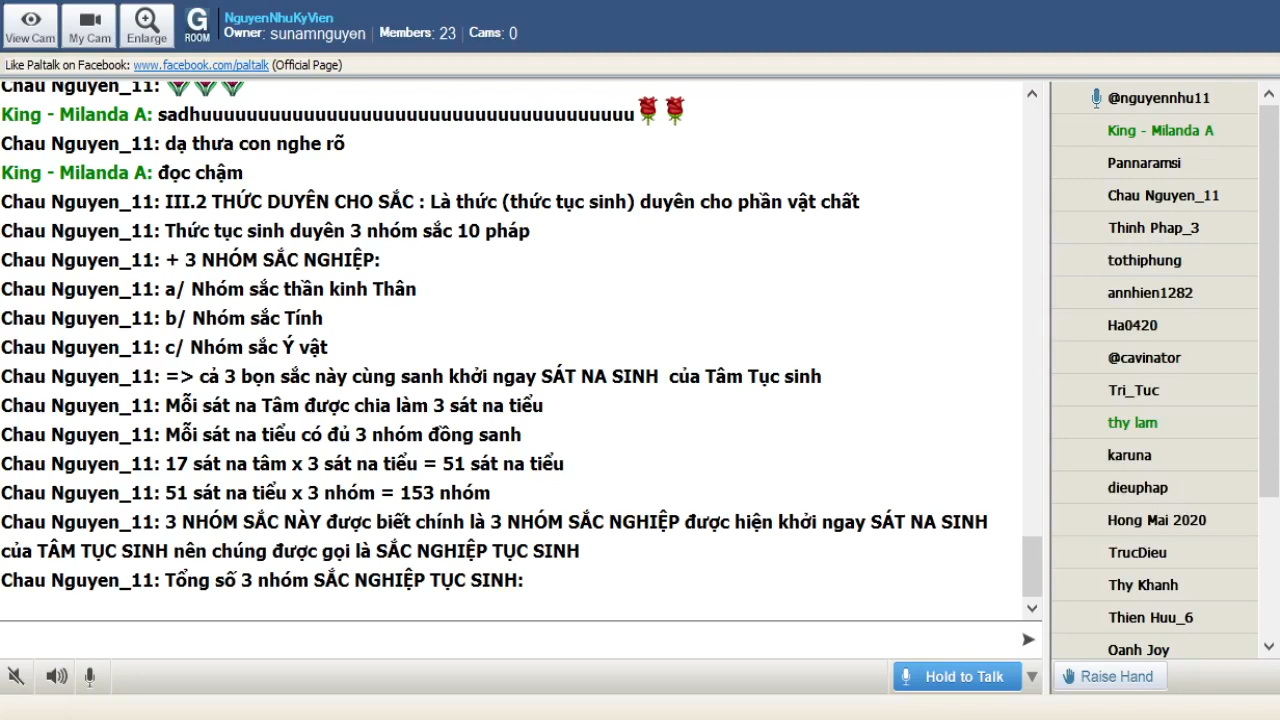 NguyenNhuKyVien
View Cam
My Cam
Enlarge
G
ROOM
Owner: sunamnguyen | Members: 23 | Cams: 0
Like Paltalk on Facebook: www.facebook.com/paltalk (Official Page)
Chau Nguyen_11:
King - Milanda A: sadhuuuuuuuuuuuuuuuuuuuuuuuuuuuuuuuuuuuuuu
Chau Nguyen_11: dạ thưa con nghe rõ
King - Milanda A: đọc chậm
Chau Nguyen_11: III.2 THỨC DUYÊN CHO SẮC : Là thức (thức tục sinh) duyên cho phần vật chất
Chau Nguyen_11: Thức tục sinh duyên 3 nhóm sắc 10 pháp
Chau Nguyen_11: + 3 NHÓM SẮC NGHIỆP:
Chau Nguyen_11: a/ Nhóm sắc thần kinh Thân
Chau Nguyen_11: b/ Nhóm sắc Tính
Chau Nguyen_11: c/ Nhóm sắc Ý vật
Chau Nguyen_11: => cả 3 bọn sắc này cùng sanh khởi ngay SÁT NA SINH của Tâm Tục sinh
Chau Nguyen_11: Mỗi sát na Tâm được chia làm 3 sát na tiểu
Chau Nguyen_11: Mỗi sát na tiểu có đủ 3 nhóm đồng sanh
Chau Nguyen_11: 17 sát na tâm x 3 sát na tiểu = 51 sát na tiểu
Chau Nguyen_11: 51 sát na tiểu x 3 nhóm = 153 nhóm
Chau Nguyen_11: 3 NHÓM SẮC NÀY được biết chính là 3 NHÓM SẮC NGHIỆP được hiện khởi ngay SÁT NA SINH
của TÂM TỤC SINH nên chúng được gọi là SẮC NGHIỆP TỤC SINH
Chau Nguyen_11: Tổng số 3 nhóm SẮC NGHIỆP TỤC SINH:
@nguyennhu11
King - Milanda A
Pannaramsi
Chau Nguyen_11
Thinh Phap_3
tothiphung
annhien1282
Ha0420
@cavinator
Tri_Tuc
thy lam
karuna
dieuphap
Hong Mai 2020
TrucDieu
Thy Khanh
Thien Huu_6
Oanh Joy
Hold to Talk
Raise Hand